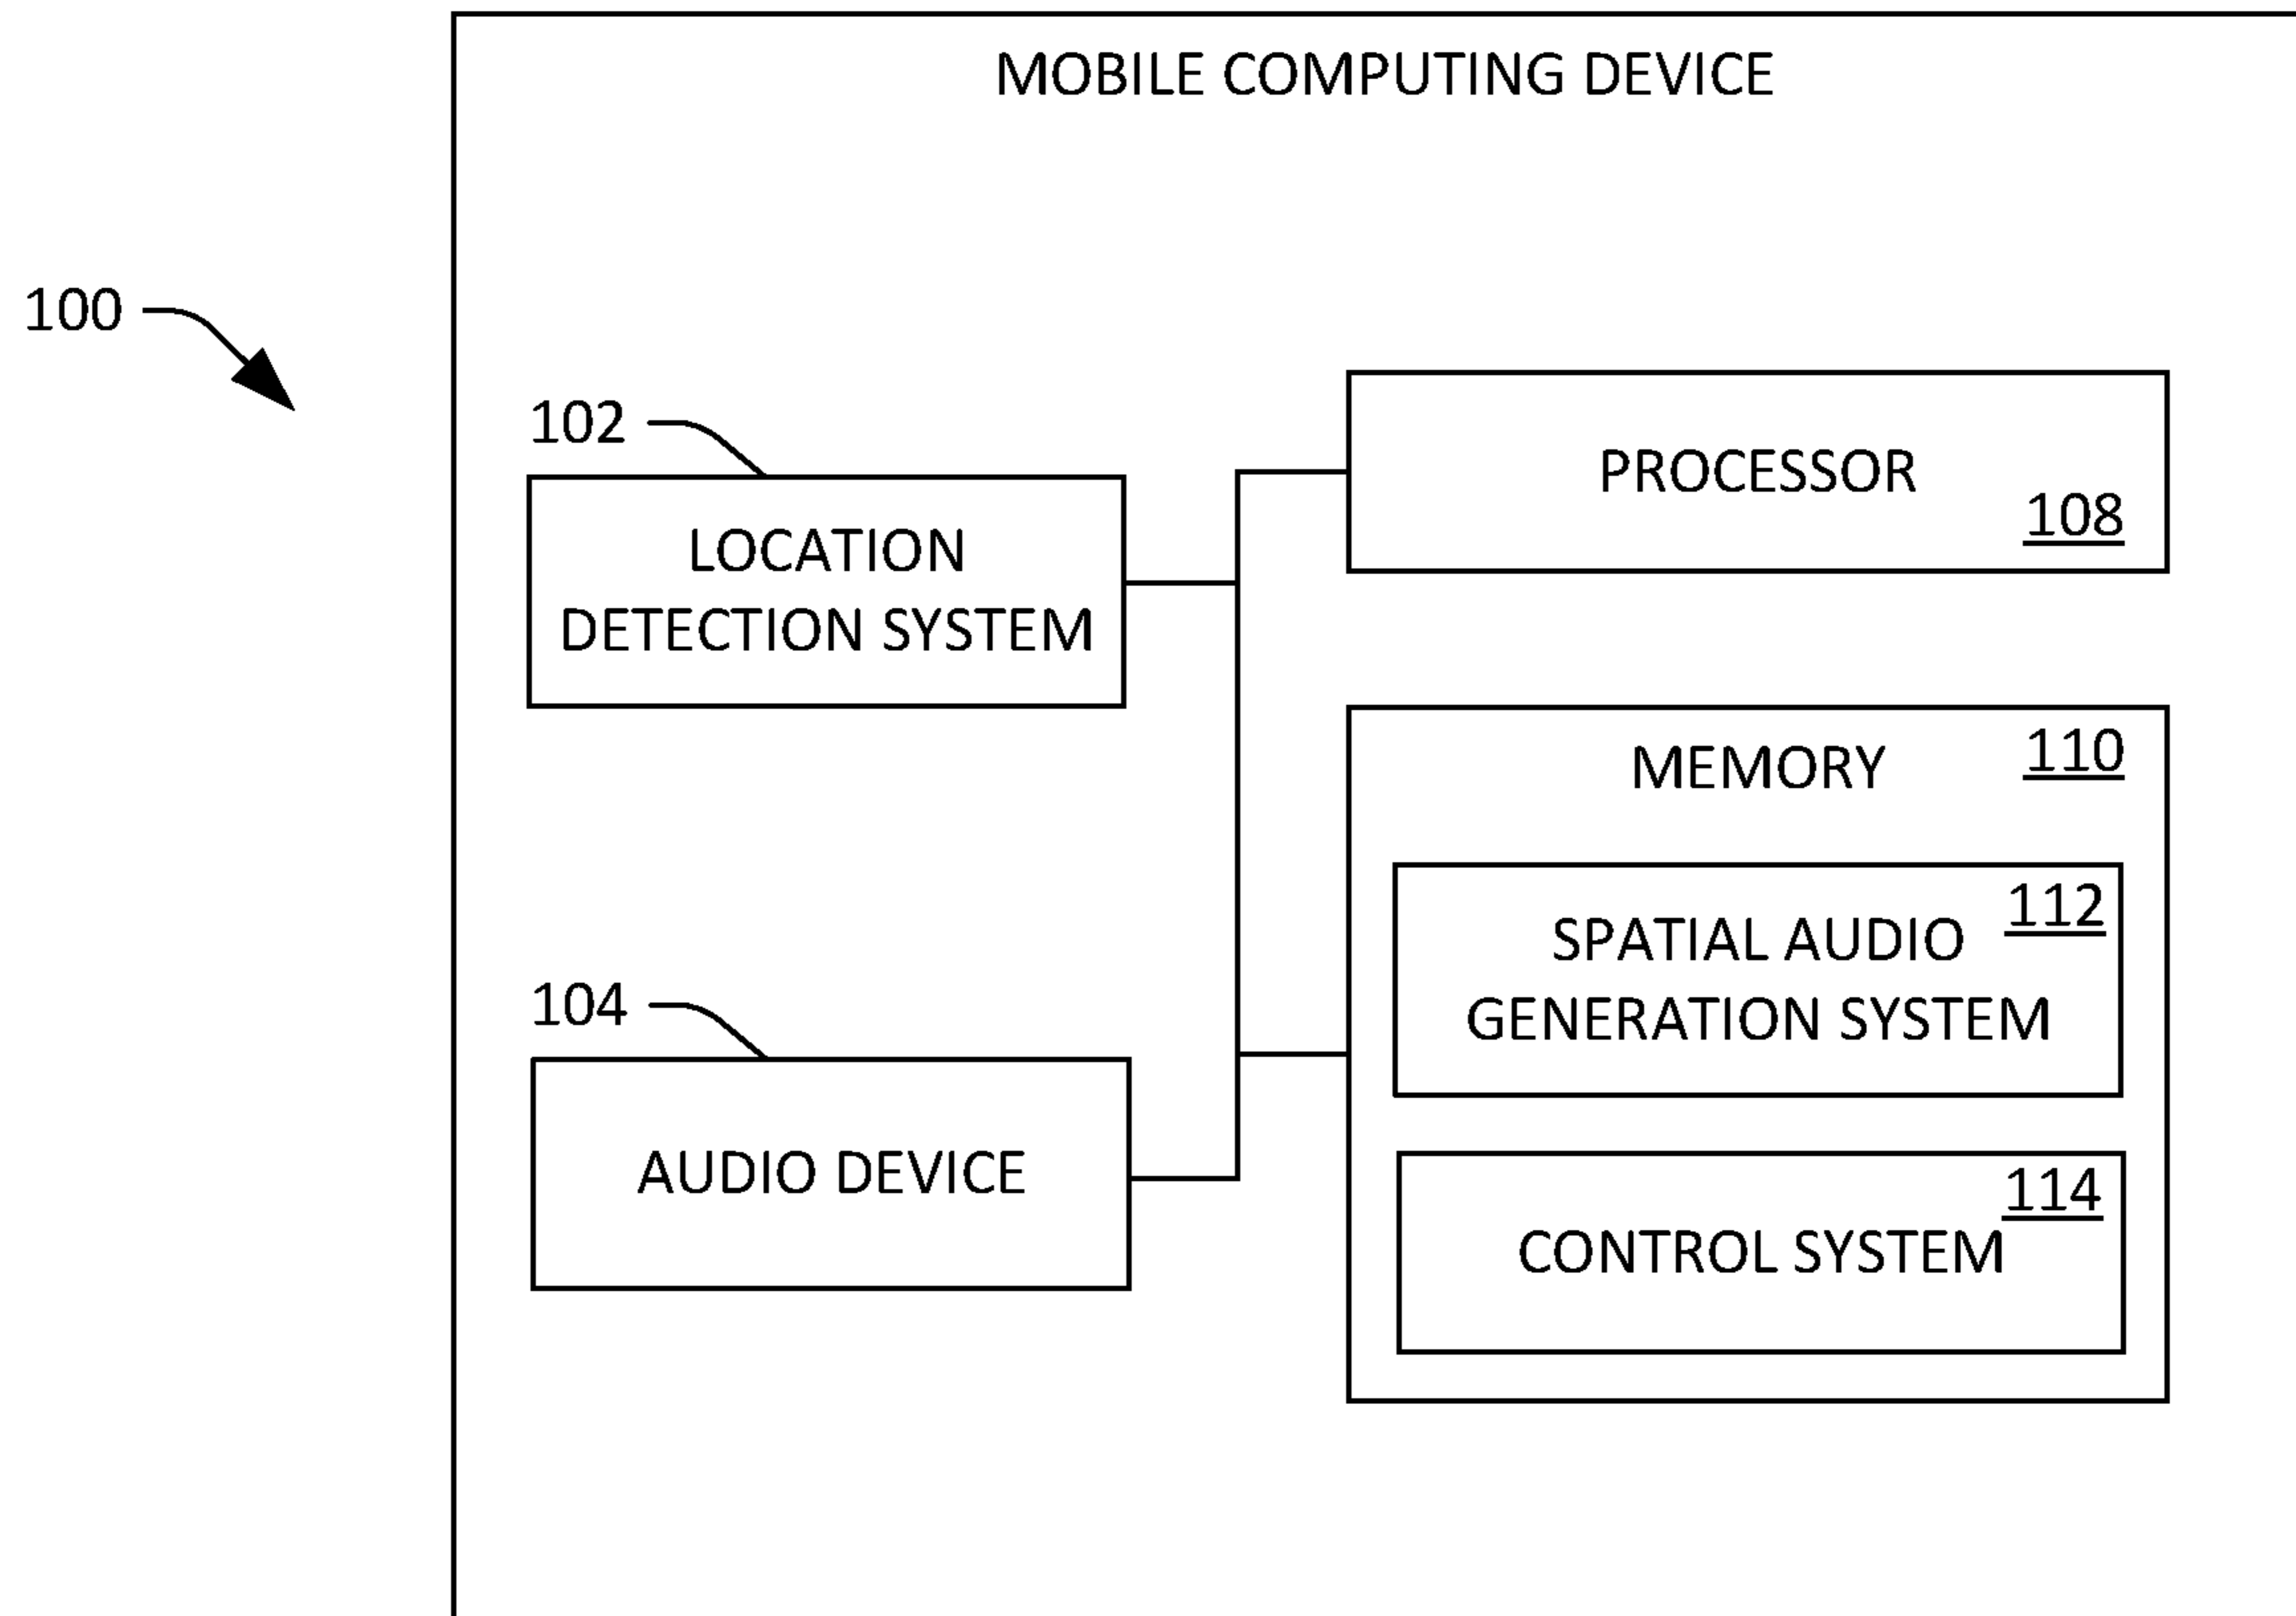 MOBILE COMPUTING DEVICE
100
102
LOCATION
DETECTION SYSTEM
PROCESSOR
108
MEMORY
110
112
SPATIAL AUDIO
GENERATION SYSTEM
104
AUDIO DEVICE
114
CONTROL SYSTEM